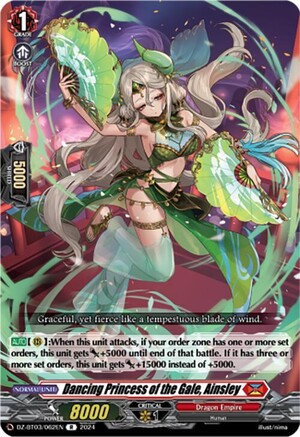 1
GRADE
BOOST
5000
SHIELD
Graceful, yet fierce like a tempestuous blade of wind.
AUTO [ ]:When this unit attacks, if your order zone has one or more set
orders, this unit gets +5000 until end of that battle. If it has three or
more set orders, this unit gets+15000 instead of +5000.
NORMAL UNIT
Dancing Princess of the Gale, Ainsley
D-BZ-BT03/062EN R 2024
POWER 8000
CRITICAL
1
Dragon Empire
Human
illust/nima